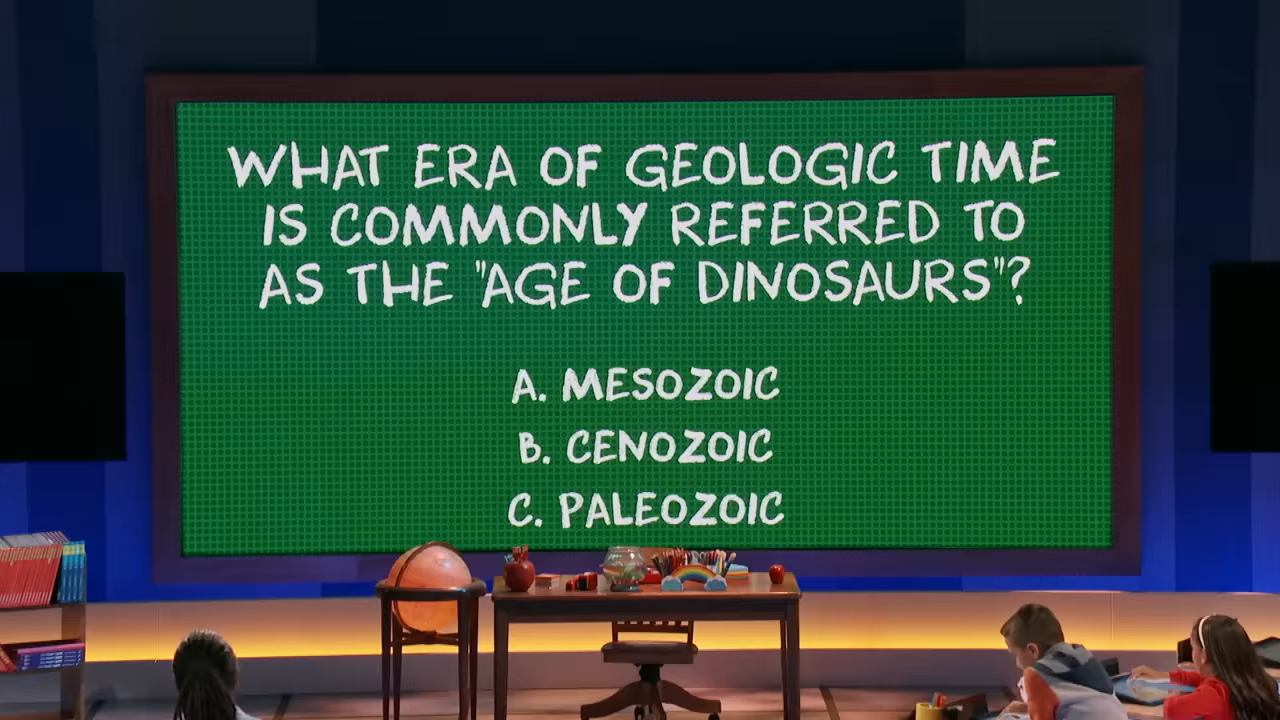 WHAT ERA OF GEOLOGIC TIME
IS COMMONLY REFERRED TO
AS THE "AGE OF DINOSAURS"?
A. MESOZOIC
B. CENOZOIC
C. PALEOZOIC